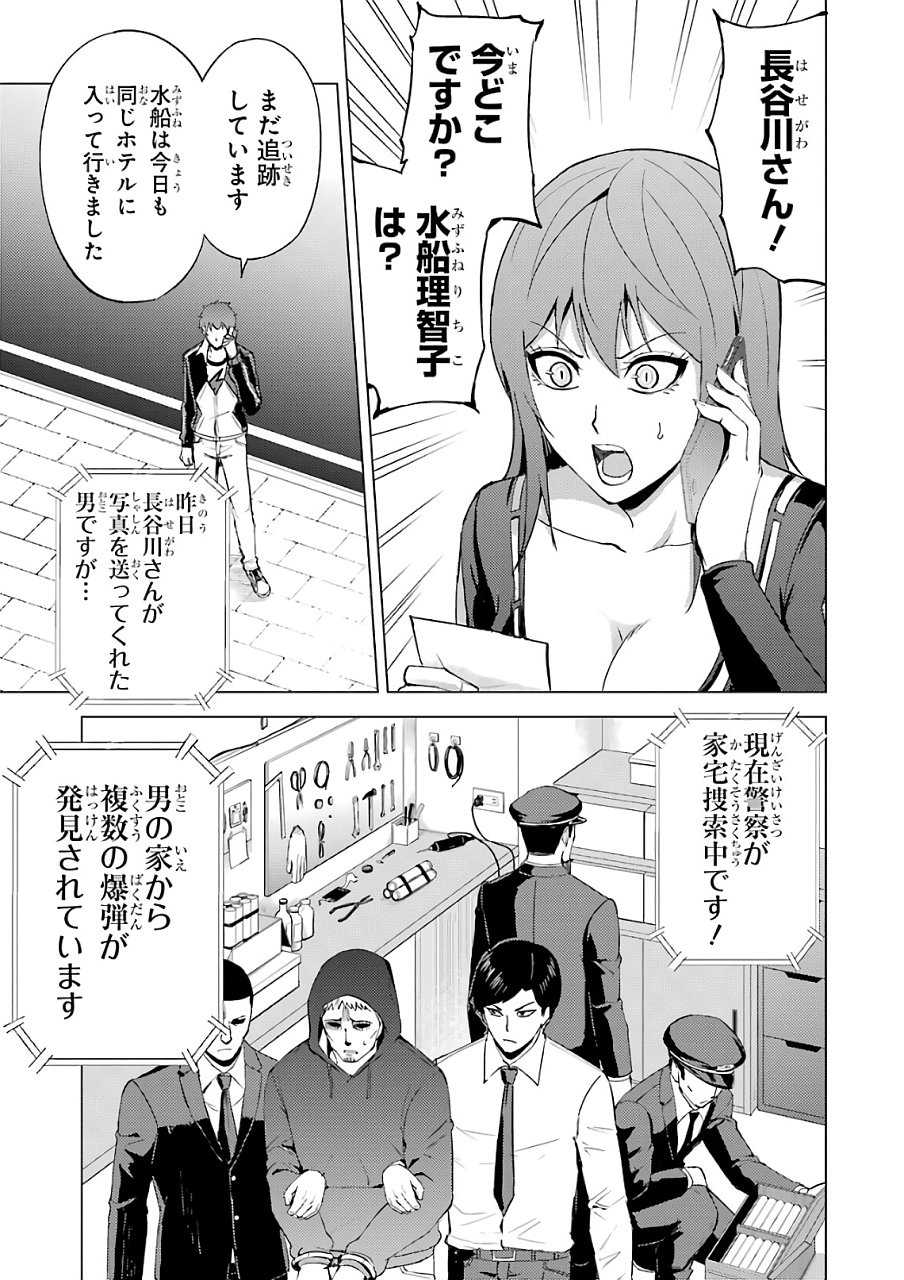 長谷川さん！
今どこ
ですか？
水船理智子
は？
まだ追跡
しています
水船は今日も
同じホテルに
入って行きました
昨日
長谷川さんが
写真を送ってくれた
男ですが…
現在警察が
家宅捜索中です！
男の家から
複数の爆弾が
発見されています